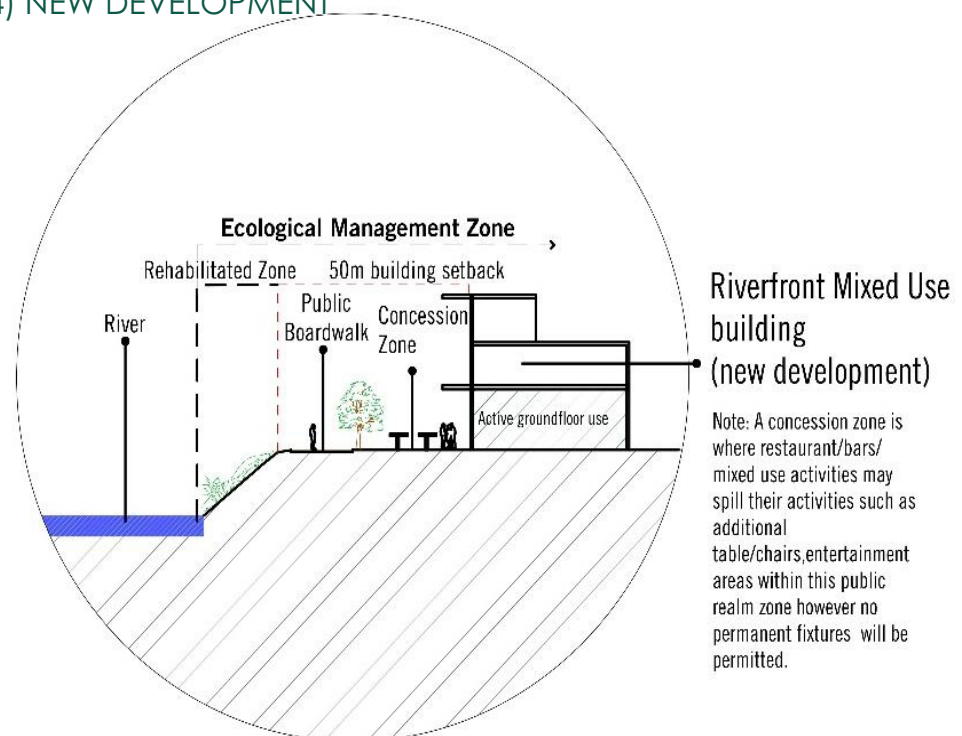 NEW DEVELOPMENT
Ecological Management Zone
Rehabilitated Zone
50m building setback
River
Public
Boardwalk
Concession
Zone
Active groundfloor use
Riverfront Mixed Use
building
(new development)
Note: A concession zone is
where restaurant/bars/
mixed use activities may
spill their activities such as
additional
table/chairs,entertainment
areas within this public
realm zone however no
permanent fixtures will be
permitted.